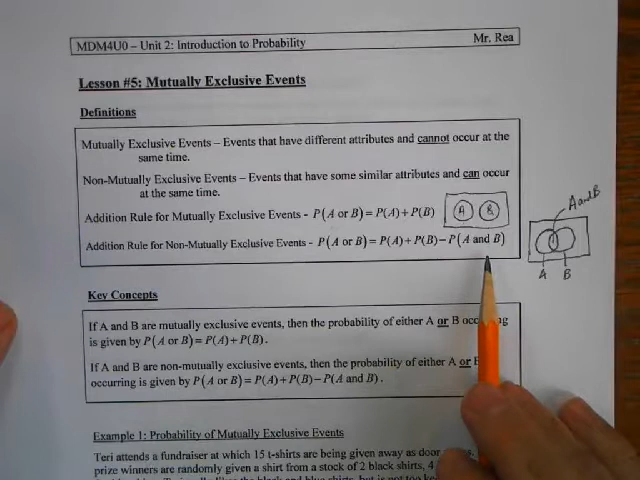 MDM4U0 – Unit 2: Introduction to Probability Mr. Rea
Lesson #5: Mutually Exclusive Events
Definitions
Mutually Exclusive Events – Events that have different attributes and cannot occur at the
same time.
Non-Mutually Exclusive Events – Events that have some similar attributes and can occur
at the same time.
Addition Rule for Mutually Exclusive Events - P(A or B) = P(A)+P(B)
A B
A and B
Addition Rule for Non-Mutually Exclusive Events - P(A or B) = P(A)+P(B)–P(A and B)
A B
Key Concepts
If A and B are mutually exclusive events, then the probability of either A or B
is given by P(A or B) = P(A)+P(B).
If A and B are non-mutually exclusive events, then the probability of either A or
occurring is given by P(A or B) = P(A)+P(B)–P(A and B).
Example 1: Probability of Mutually Exclusive Events
Teri attends a fundraiser at which 15 t-shirts are being given away as door
prize winners are randomly given a shirt from a stock of 2 black shirts, 4